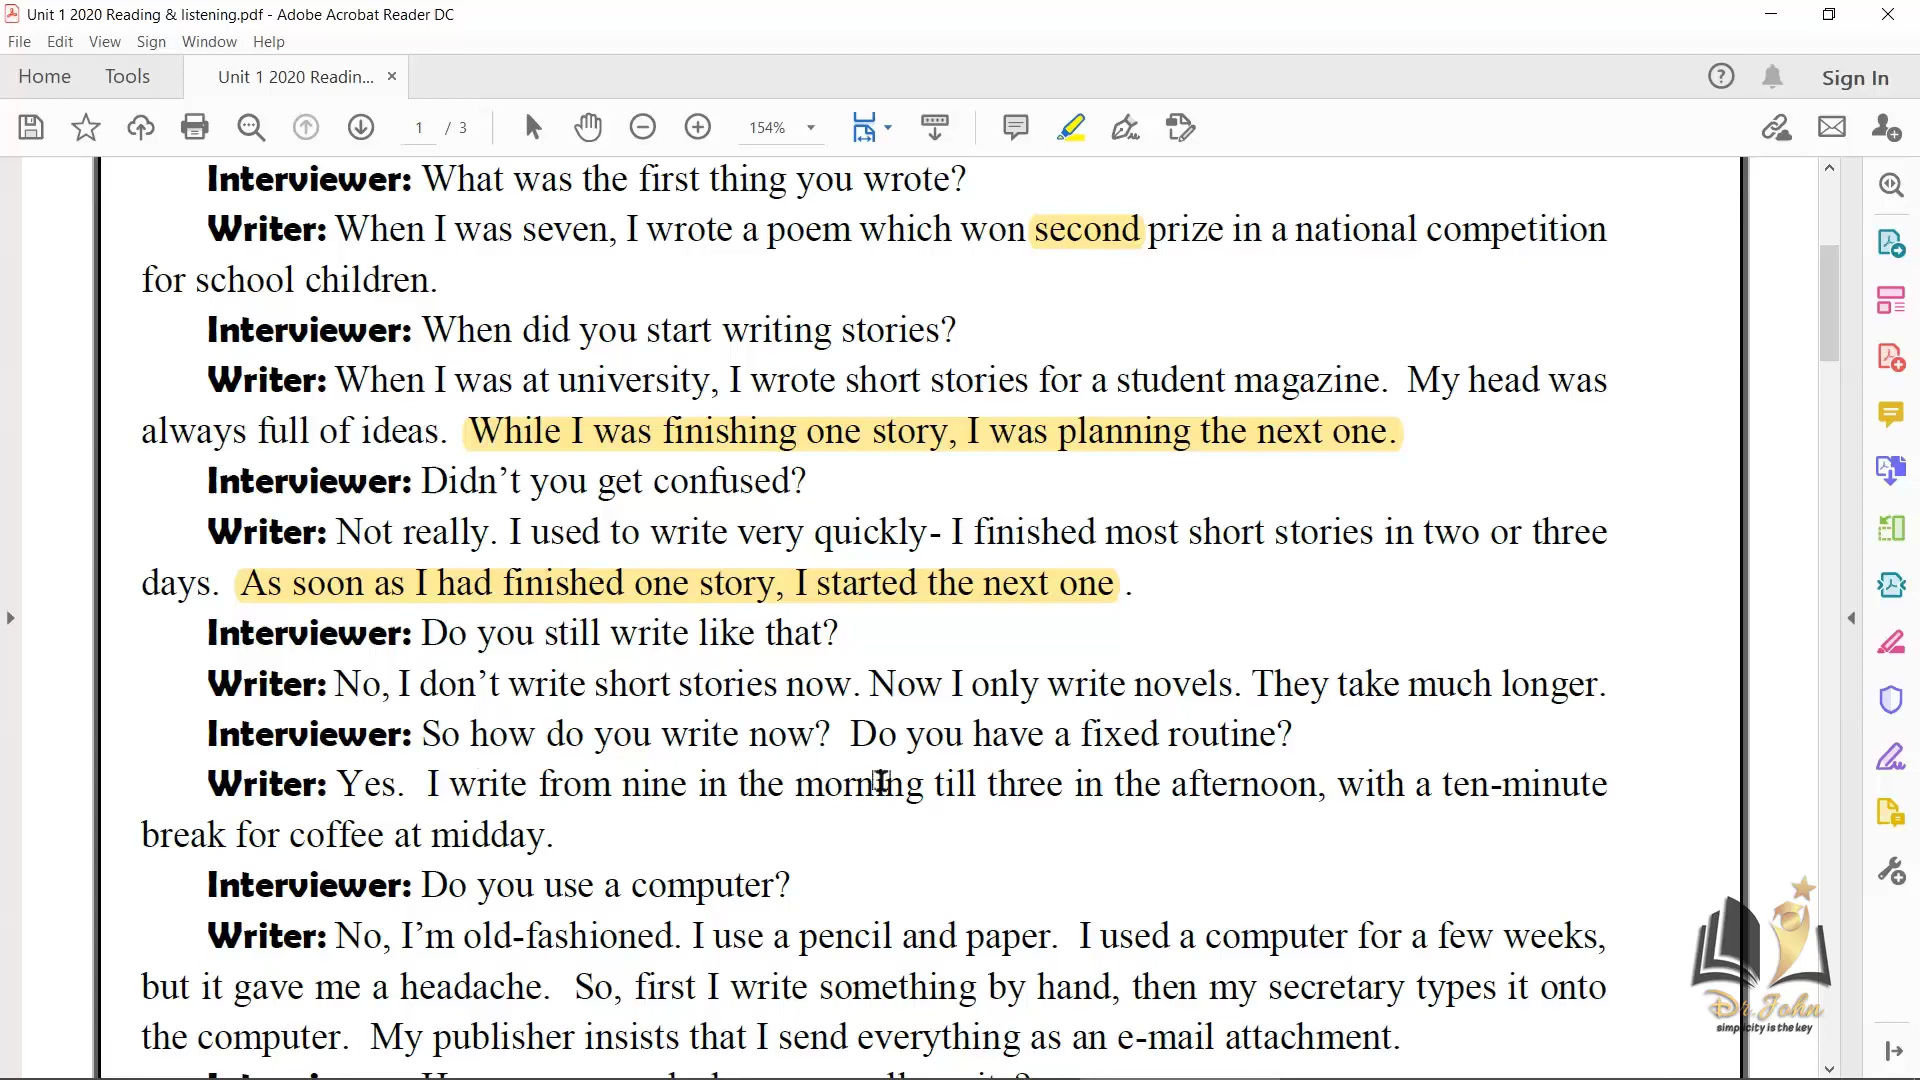 Unit 1 2020 Reading & listening.pdf - Adobe Acrobat Reader DC
File Edit View Sign Window Help
Home Tools Unit 1 2020 Readin... × Sign In
1 / 3 154%
Interviewer: What was the first thing you wrote?
Writer: When I was seven, I wrote a poem which won second prize in a national competition
for school children.
Interviewer: When did you start writing stories?
Writer: When I was at university, I wrote short stories for a student magazine. My head was
always full of ideas. While I was finishing one story, I was planning the next one.
Interviewer: Didn't you get confused?
Writer: Not really. I used to write very quickly- I finished most short stories in two or three
days. As soon as I had finished one story, I started the next one .
Interviewer: Do you still write like that?
Writer: No, I don't write short stories now. Now I only write novels. They take much longer.
Interviewer: So how do you write now? Do you have a fixed routine?
Writer: Yes. I write from nine in the morning till three in the afternoon, with a ten-minute
break for coffee at midday.
Interviewer: Do you use a computer?
Writer: No, I'm old-fashioned. I use a pencil and paper. I used a computer for a few weeks,
but it gave me a headache. So, first I write something by hand, then my secretary types it onto
the computer. My publisher insists that I send everything as an e-mail attachment.
Dr.John
simplicity is the key